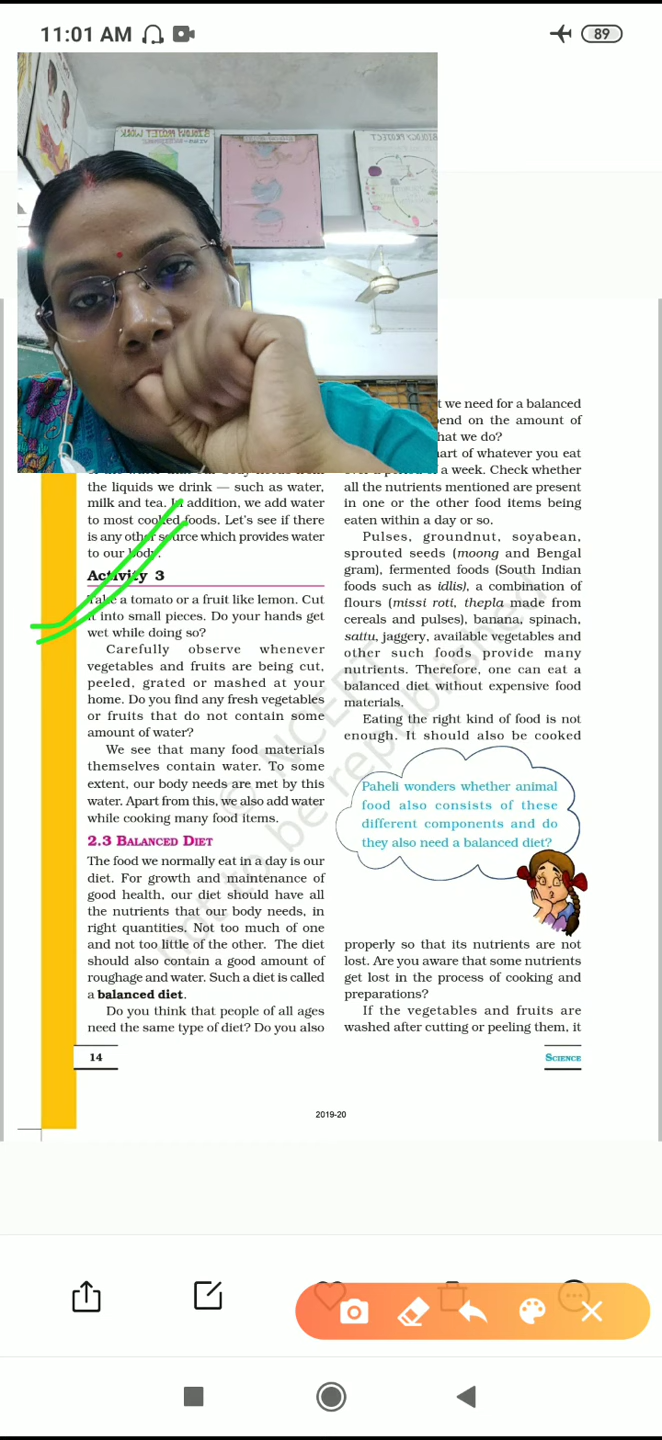 11:01 AM
89
the liquids we drink — such as water,
milk and tea. In addition, we add water
to most cooked foods. Let's see if there
is any other source which provides water
to our body.
Activity 3
Take a tomato or a fruit like lemon. Cut
it into small pieces. Do your hands get
wet while doing so?
Carefully observe whenever
vegetables and fruits are being cut,
peeled, grated or mashed at your
home. Do you find any fresh vegetables
or fruits that do not contain some
amount of water?
We see that many food materials
themselves contain water. To some
extent, our body needs are met by this
water. Apart from this, we also add water
while cooking many food items.
2.3 BALANCED DIET
The food we normally eat in a day is our
diet. For growth and maintenance of
good health, our diet should have all
the nutrients that our body needs, in
right quantities. Not too much of one
and not too little of the other. The diet
should also contain a good amount of
roughage and water. Such a diet is called
a balanced diet.
Do you think that people of all ages
need the same type of diet? Do you also
we need for a balanced
on the amount of
we do?
of whatever you eat
a week. Check whether
all the nutrients mentioned are present
in one or the other food items being
eaten within a day or so.
Pulses, groundnut, soyabean,
sprouted seeds (moong and Bengal
gram), fermented foods (South Indian
foods such as idlis), a combination of
flours (missi roti, thepla made from
cereals and pulses), banana, spinach,
sattu, jaggery, available vegetables and
other such foods provide many
nutrients. Therefore, one can eat a
balanced diet without expensive food
materials.
Eating the right kind of food is not
enough. It should also be cooked
Paheli wonders whether animal
food also consists of these
different components and do
they also need a balanced diet?
properly so that its nutrients are not
lost. Are you aware that some nutrients
get lost in the process of cooking and
preparations?
If the vegetables and fruits are
washed after cutting or peeling them, it
14
SCIENCE
2019-20
© NCERT
not to be republished